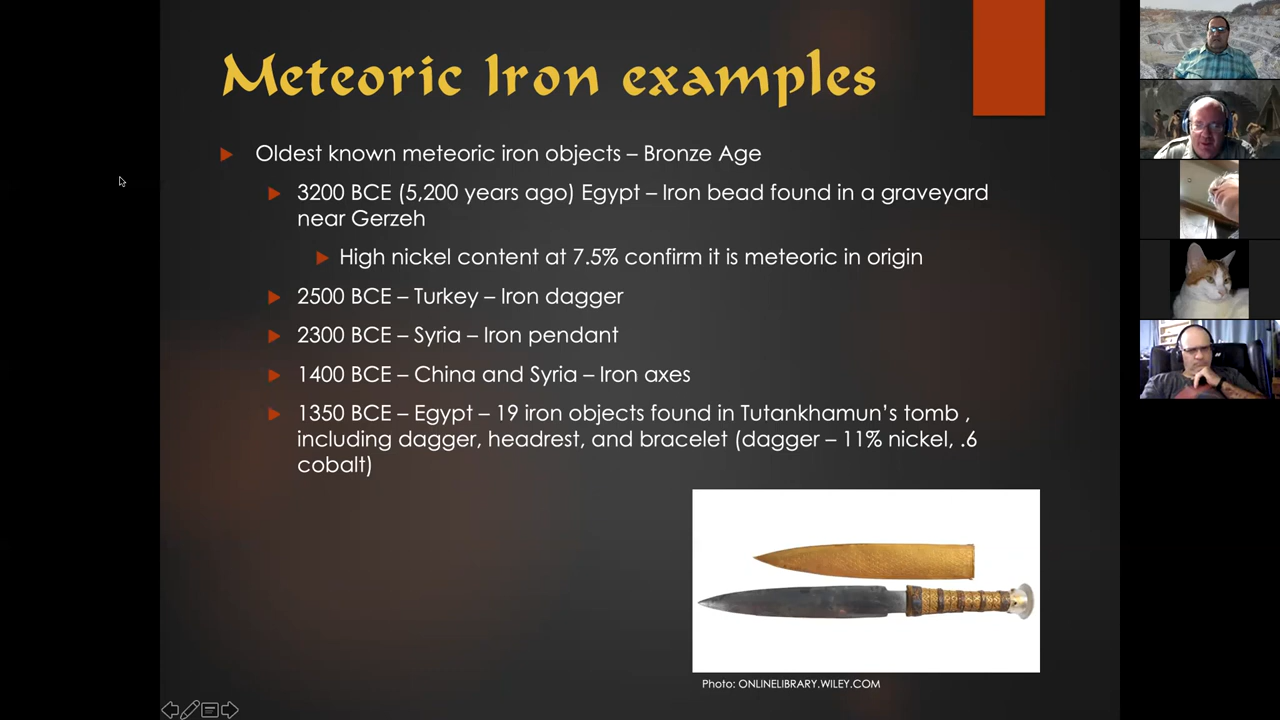 Meteoric Iron examples
Oldest known meteoric iron objects – Bronze Age
3200 BCE (5,200 years ago) Egypt – Iron bead found in a graveyard
near Gerzeh
High nickel content at 7.5% confirm it is meteoric in origin
2500 BCE – Turkey – Iron dagger
2300 BCE – Syria – Iron pendant
1400 BCE – China and Syria – Iron axes
1350 BCE – Egypt – 19 iron objects found in Tutankhamun’s tomb ,
including dagger, headrest, and bracelet (dagger – 11% nickel, .6
cobalt)
Photo: ONLINELIBRARY.WILEY.COM